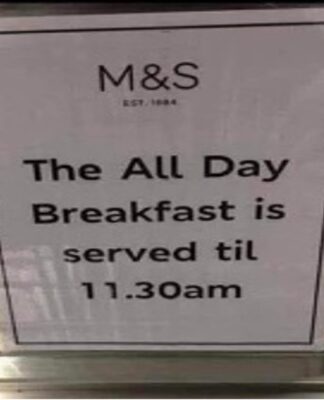 M&S
EST. 1884
The All Day
Breakfast is
served til
11.30am